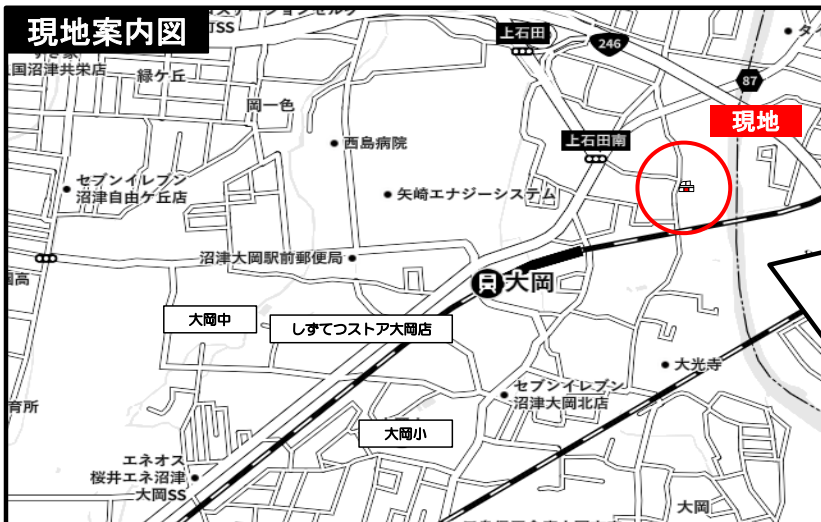 現地案内図
SS
国沼津共栄店
緑ケ丘
岡一色
上石田
246
87
現地
上石田南
西島病院
セブンイレブン
沼津自由ケ丘店
矢崎エナジーシステム
沼津大岡駅前郵便局
大岡
大岡中
しずてつストア大岡店
大光寺
セブンイレブン
沼津大岡北店
育所
大岡小
エネオス
桜井エネ沼津
大岡SS
大岡